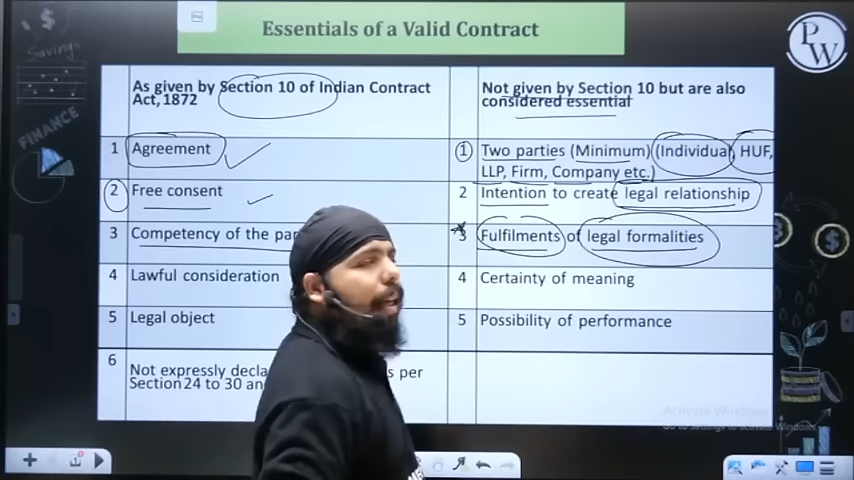 Essentials of a Valid Contract
P
W
Savings
FINANCE
As given by Section 10 of Indian Contract
Act, 1872
Not given by Section 10 but are also
considered essential
1 Agreement
1 Two parties (Minimum) (Individual, HUF,
LLP, Firm, Company etc.)
2 Free consent
2 Intention to create legal relationship
3 Competency of the par
3 Fulfilments of legal formalities
4 Lawful consideration
4 Certainty of meaning
5 Legal object
5 Possibility of performance
6 Not expressly decla s per
Section 24 to 30 an
Activate Windows
Go to Settings to activate Windows.